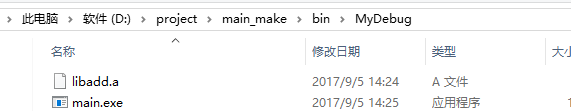 此电脑 > 软件 (D:) > project > main_make > bin > MyDebug
名称 修改日期 类型 大
libadd.a 2017/9/5 14:24 A 文件
main.exe 2017/9/5 14:25 应用程序